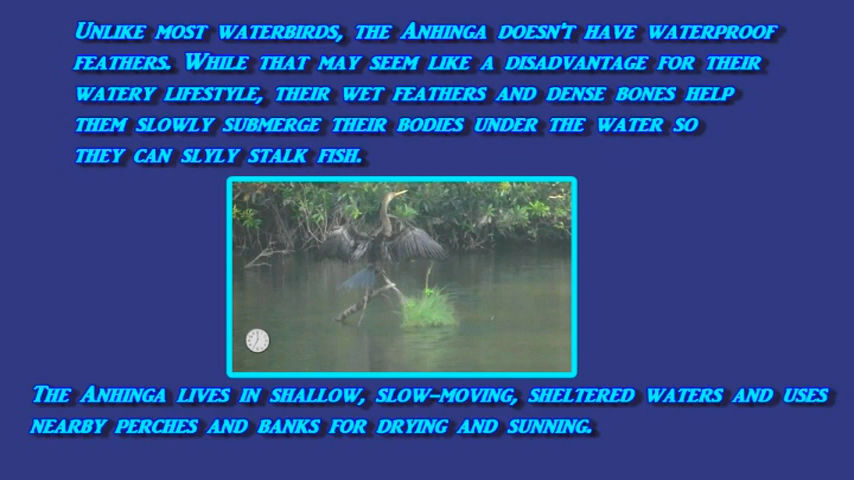 Unlike most waterbirds, the Anhinga doesn't have waterproof
feathers. While that may seem like a disadvantage for their
watery lifestyle, their wet feathers and dense bones help
them slowly submerge their bodies under the water so
they can slyly stalk fish.
The Anhinga lives in shallow, slow-moving, sheltered waters and uses
nearby perches and banks for drying and sunning.